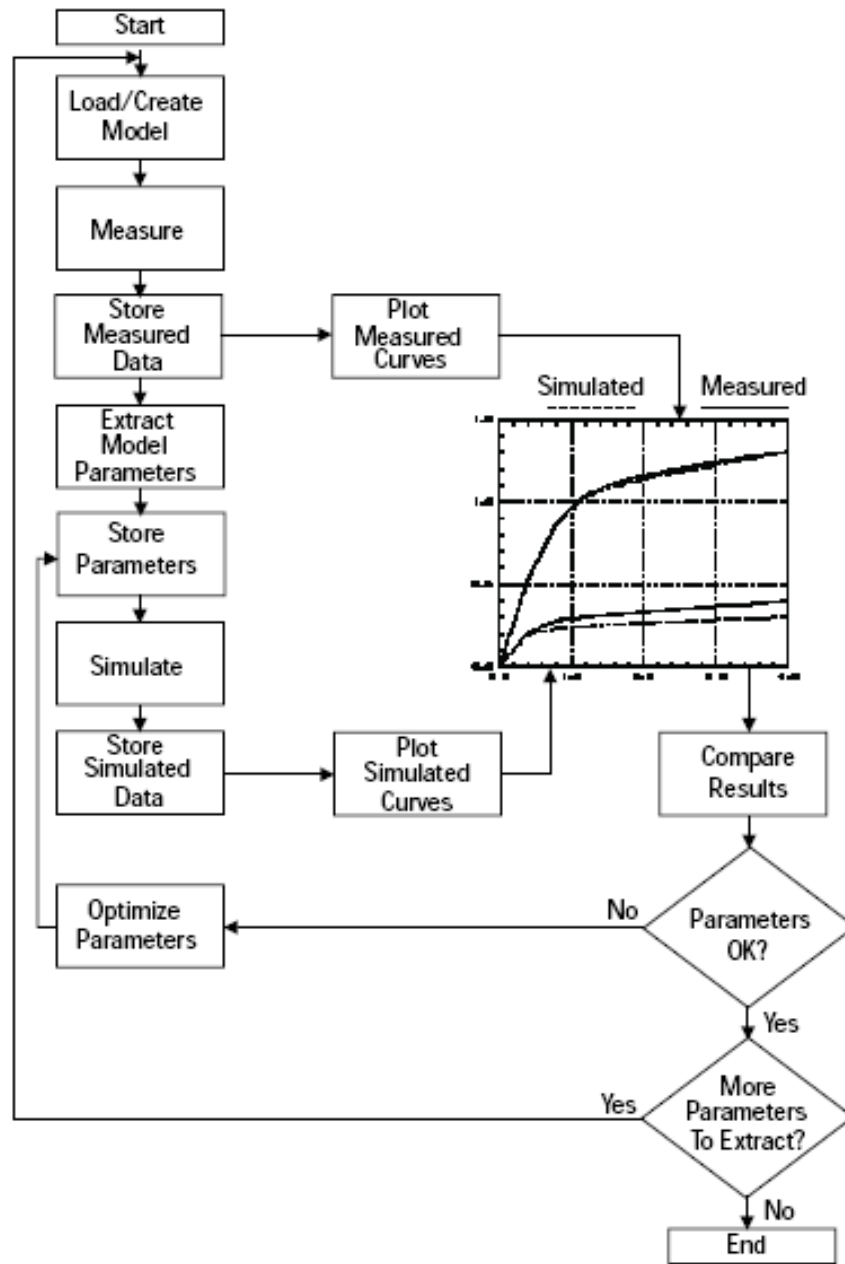 Start
Load/Create
Model
Measure
Store
Measured
Data
Plot
Measured
Curves
Simulated
Measured
Extract
Model
Parameters
Store
Parameters
Simulate
Store
Simulated
Data
Plot
Simulated
Curves
Compare
Results
Optimize
Parameters
No
Parameters
OK?
Yes
Yes
More
Parameters
To Extract?
No
End